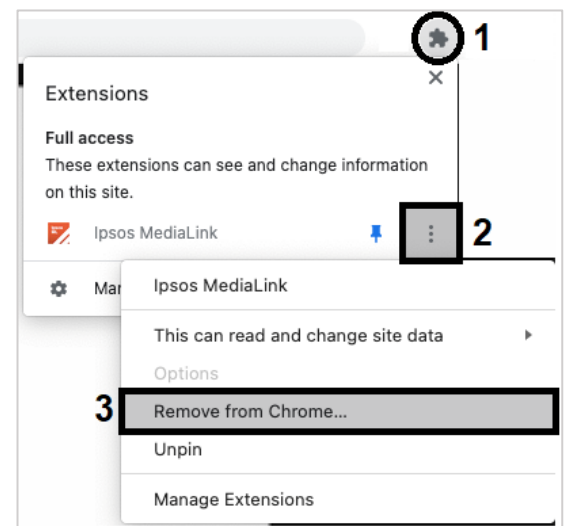 1
Extensions
Full access
These extensions can see and change information
on this site.
Ipsos MediaLink
2
Mar
Ipsos MediaLink
This can read and change site data
Options
3
Remove from Chrome...
Unpin
Manage Extensions